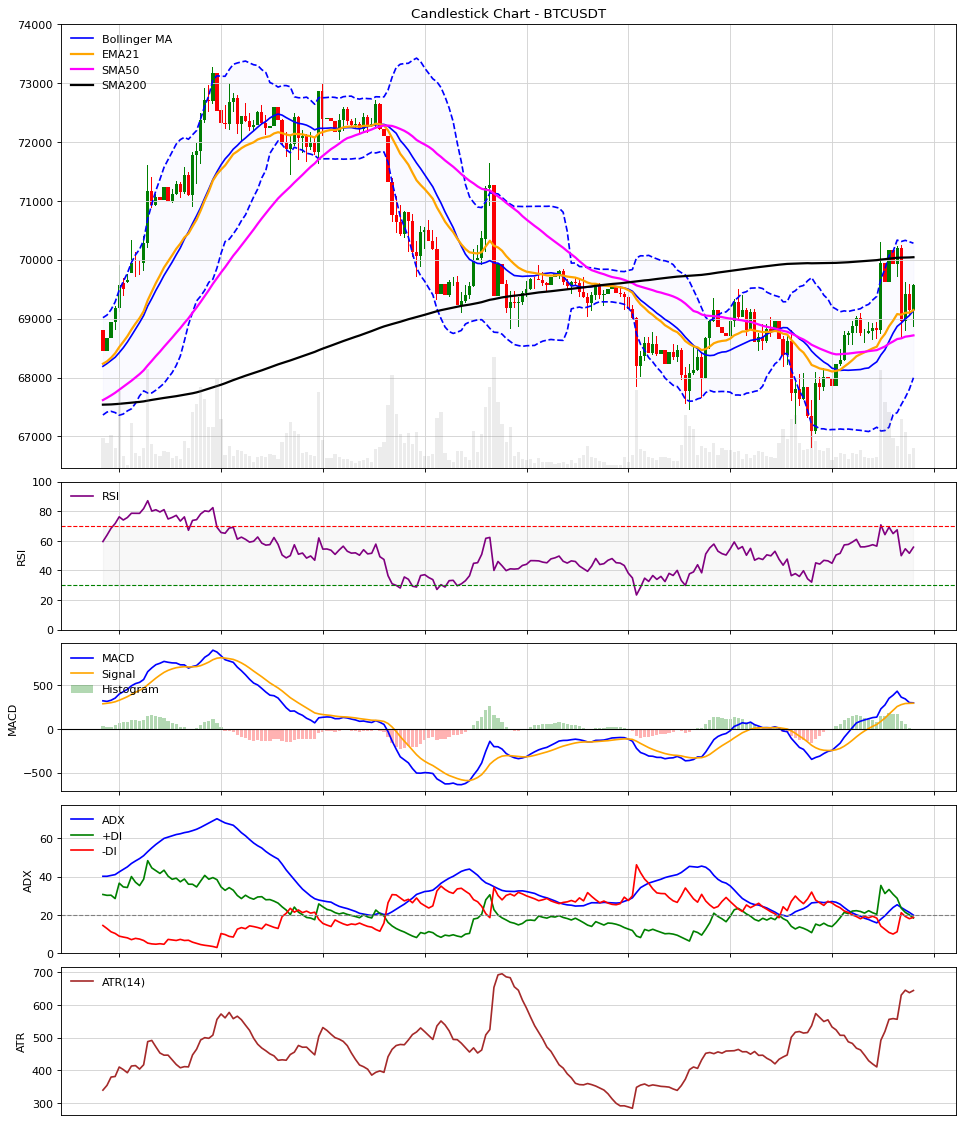 Candlestick Chart - BTCUSDT
74000
73000
72000
71000
70000
69000
68000
67000
Bollinger MA
EMA21
SMA50
SMA200
100
80
60
40
20
0
RSI
RSI
500
0
−500
MACD
MACD
Signal
Histogram
60
40
20
0
ADX
ADX
+DI
-DI
700
600
500
400
300
ATR
ATR(14)